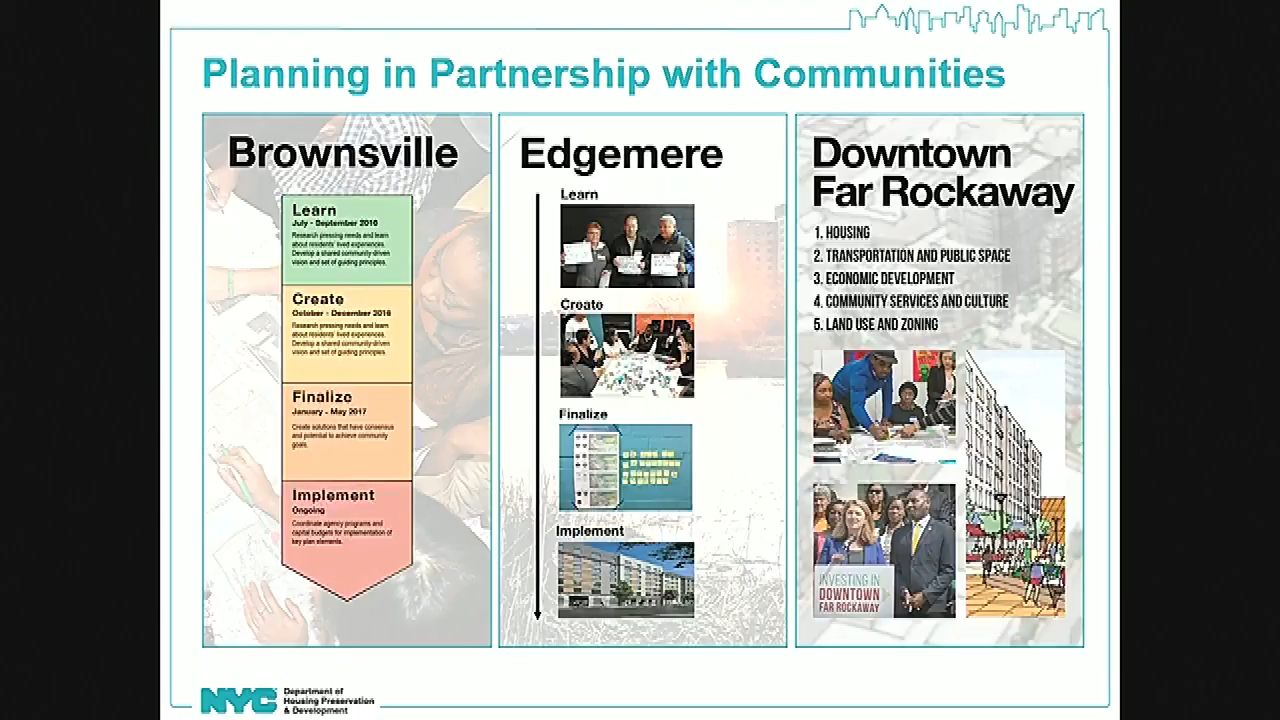 Planning in Partnership with Communities
Brownsville
Learn
July - September 2016
Research pressing needs and learn
about residents' lived experiences.
Develop a shared community-driven
vision and set of guiding principles.
Create
October - December 2016
Research pressing needs and learn
about residents' lived experiences.
Develop a shared community-driven
vision and set of guiding principles.
Finalize
January - May 2017
Create solutions that have consensus
and potential to achieve community
goals.
Implement
Ongoing
Coordinate agency programs and
capital budgets for implementation of
key plan elements.
Edgemere
Learn
Create
Finalize
Implement
Downtown
Far Rockaway
1. HOUSING
2. TRANSPORTATION AND PUBLIC SPACE
3. ECONOMIC DEVELOPMENT
4. COMMUNITY SERVICES AND CULTURE
5. LAND USE AND ZONING
INVESTING IN
DOWNTOWN
FAR ROCKAWAY
NYC
Department of
Housing Preservation
& Development